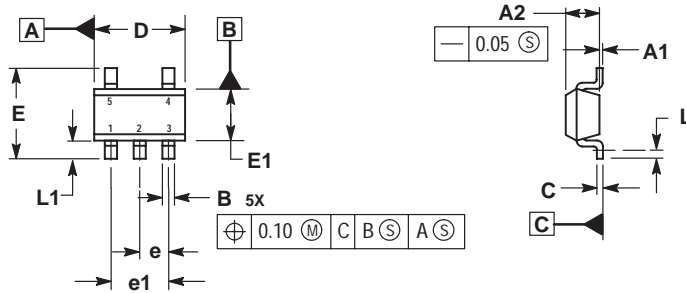 A2
A
D
B
— 0.05 Ⓢ
A1
E
5 4
1 2 3
L
E1
L1
B 5X
C
⌖ 0.10 Ⓜ C B Ⓢ A Ⓢ
C
e
e1